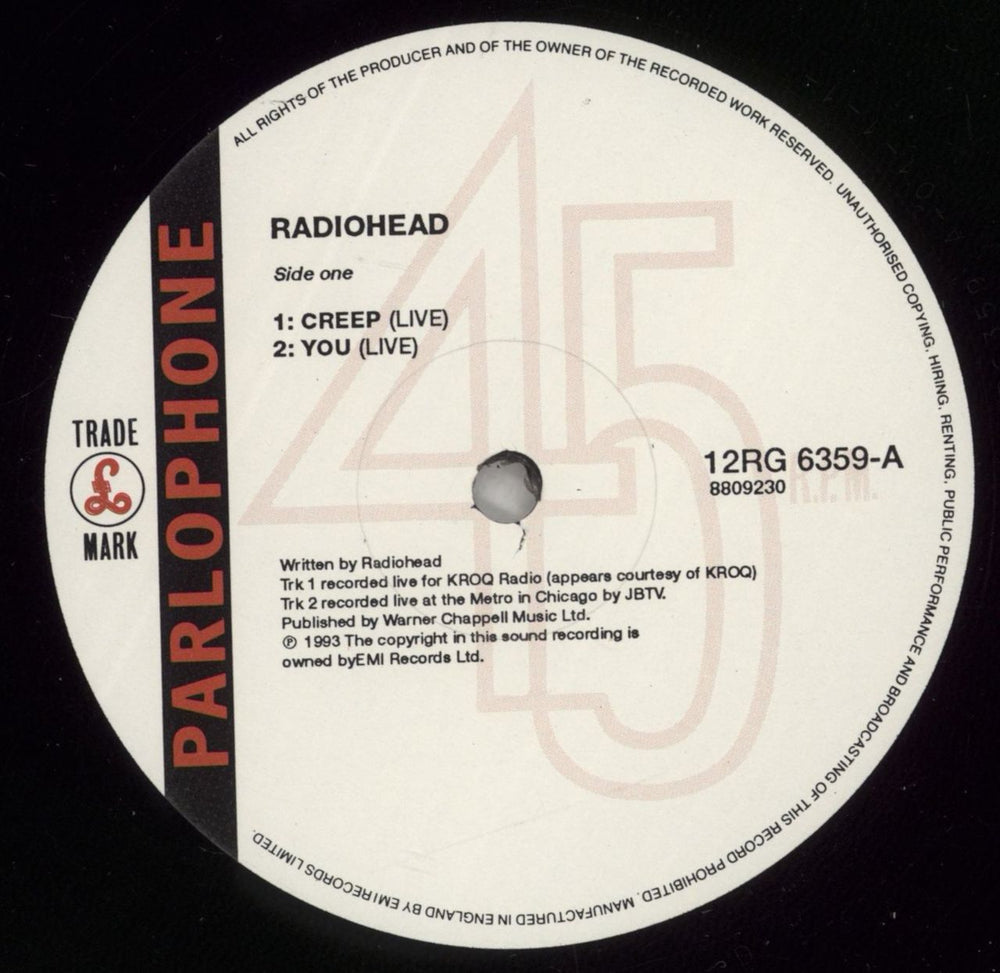 ALL RIGHTS OF THE PRODUCER AND OF THE OWNER OF THE RECORDED WORK RESERVED. UNAUTHORISED COPYING, HIRING, RENTING, PUBLIC PERFORMANCE AND BROADCASTING OF THIS RECORD PROHIBITED. MANUFACTURED IN ENGLAND BY EMI RECORDS LIMITED.
PARLOPHONE
TRADE
£
MARK
45
R.P.M.
RADIOHEAD
Side one
1: CREEP (LIVE)
2: YOU (LIVE)
12RG 6359-A
8809230
Written by Radiohead
Trk 1 recorded live for KROQ Radio (appears courtesy of KROQ)
Trk 2 recorded live at the Metro in Chicago by JBTV.
Published by Warner Chappell Music Ltd.
℗ 1993 The copyright in this sound recording is
owned byEMI Records Ltd.